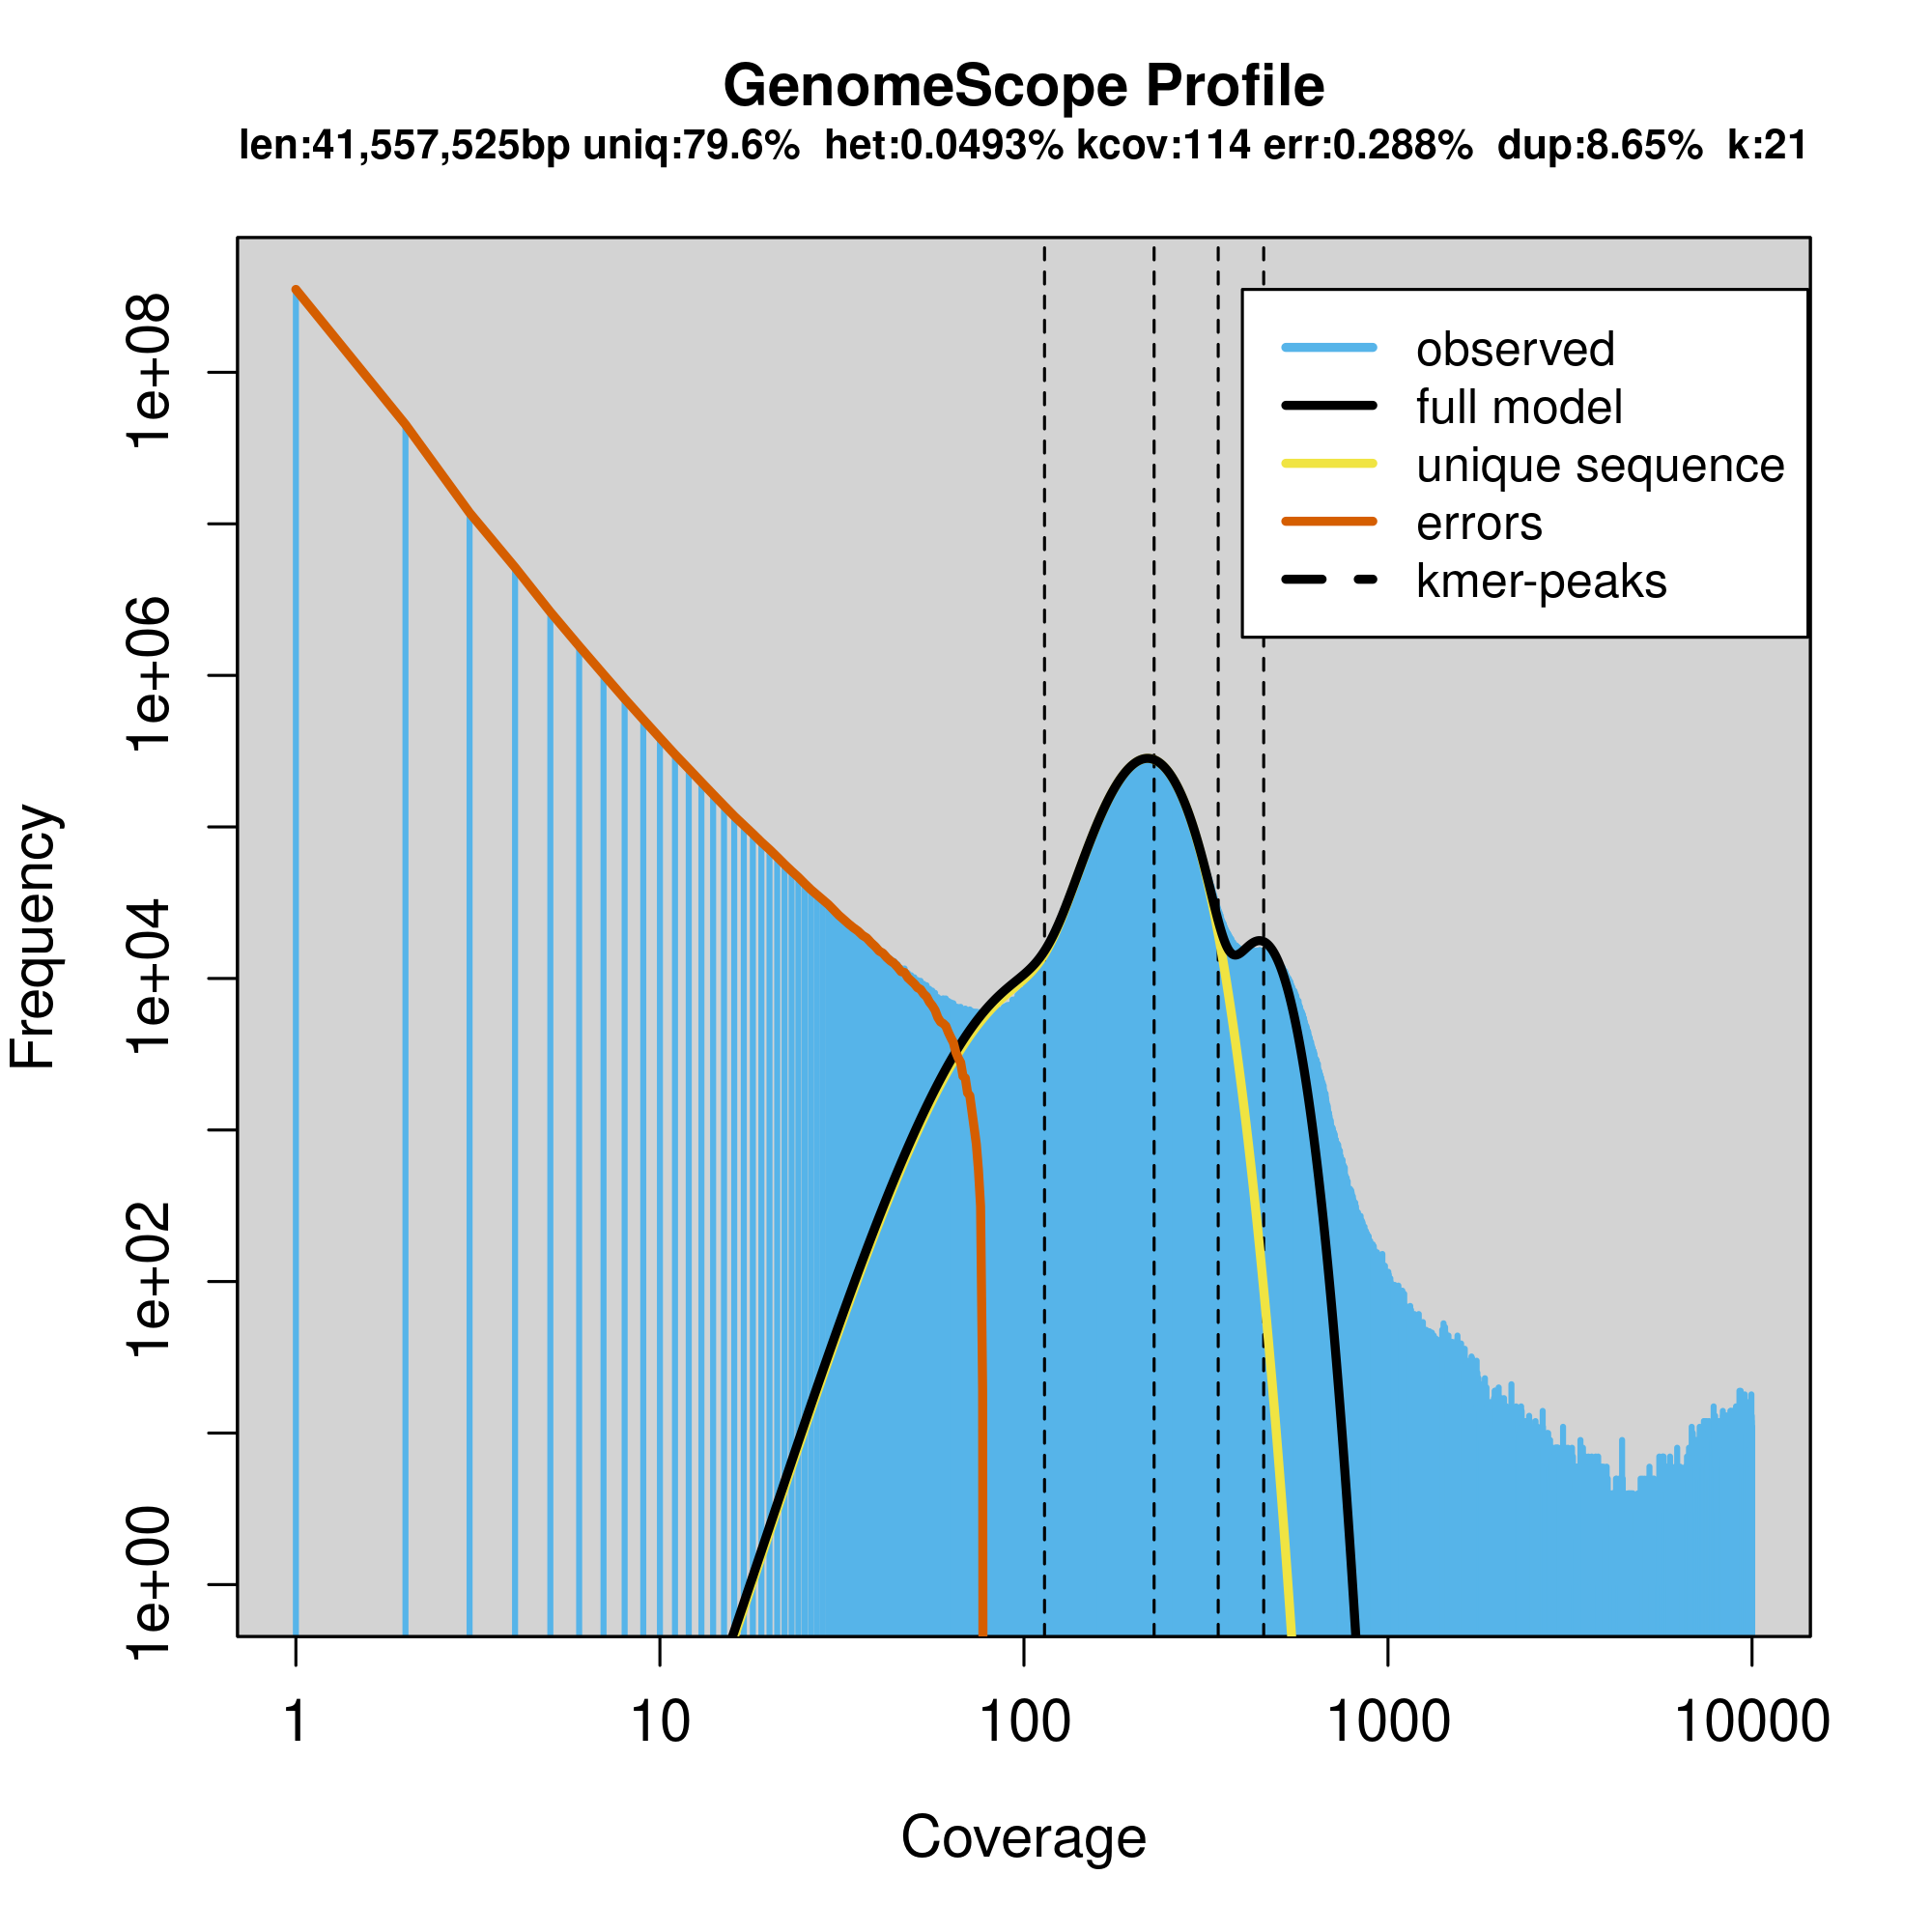 GenomeScope Profile
len:41,557,525bp uniq:79.6% het:0.0493% kcov:114 err:0.288% dup:8.65% k:21
observed
full model
unique sequence
errors
kmer-peaks
Frequency
1e+08
1e+06
1e+04
1e+02
1e+00
1 10 100 1000 10000
Coverage